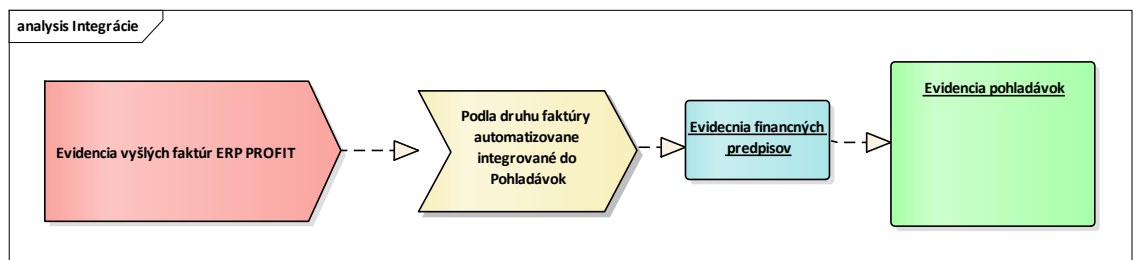 analysis Integrácie
Evidencia vyšlých faktúr ERP PROFIT
Podla druhu faktúry
automatizovane
integrované do
Pohladávok
Evidecnia financných
predpisov
Evidencia pohladávok